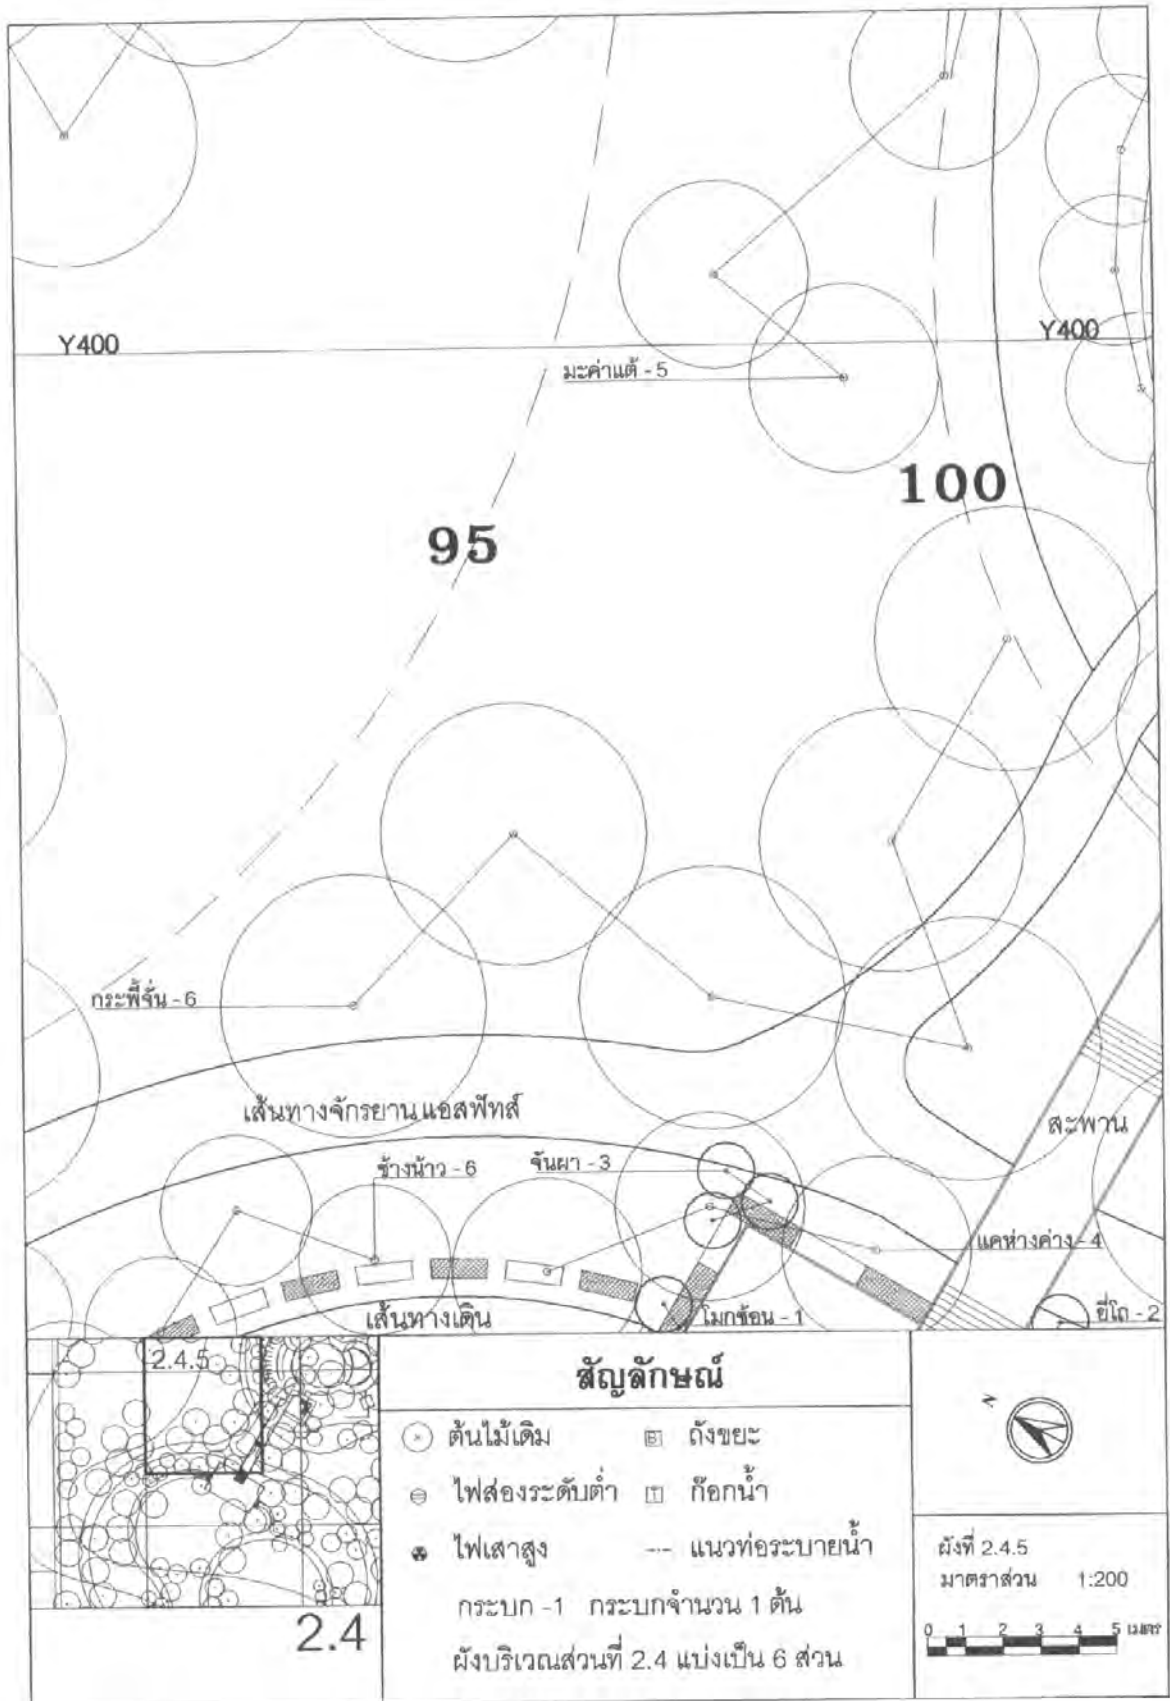 Y400
Y400
มะค่าแต้ - 5
100
95
กระพี้จั่น - 6
เส้นทางจักรยานแอสฟัทส์
สะพาน
ช้างน้าว - 6
จันผา - 3
แคห่างค่าง - 4
เส้นทางเดิน
โมกซ้อน - 1
ยี่โถ - 2
2.4.5
2.4
สัญลักษณ์
ต้นไม้เดิม
B ถังขยะ
ไฟส่องระดับต่ำ
T ก๊อกน้ำ
ไฟเสาสูง
แนวท่อระบายน้ำ
กระบก -1 กระบกจำนวน 1 ต้น
ผังบริเวณส่วนที่ 2.4 แบ่งเป็น 6 ส่วน
N
ผังที่ 2.4.5
มาตราส่วน 1:200
0 1 2 3 4 5 เมตร